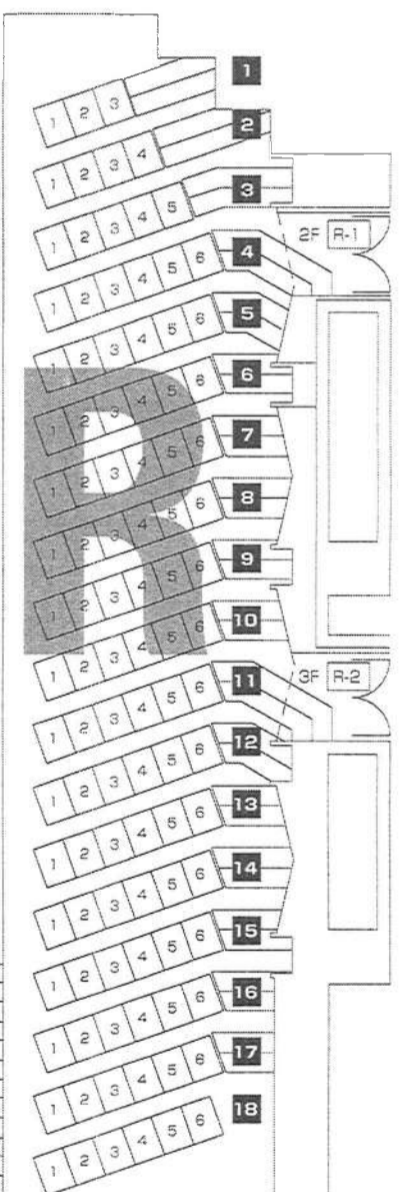 1 2 3 1
1 2 3 4 2
1 2 3 4 5 3
2F R-1
1 2 3 4 5 6 4
1 2 3 4 5 6 5
1 2 3 4 5 6 6
1 2 3 4 5 6 7
1 2 3 4 5 6 8
1 2 3 4 5 6 9
1 2 3 4 5 6 10
3F R-2
1 2 3 4 5 6 11
1 2 3 4 5 6 12
1 2 3 4 5 6 13
1 2 3 4 5 6 14
1 2 3 4 5 6 15
1 2 3 4 5 6 16
1 2 3 4 5 6 17
1 2 3 4 5 6 18
R